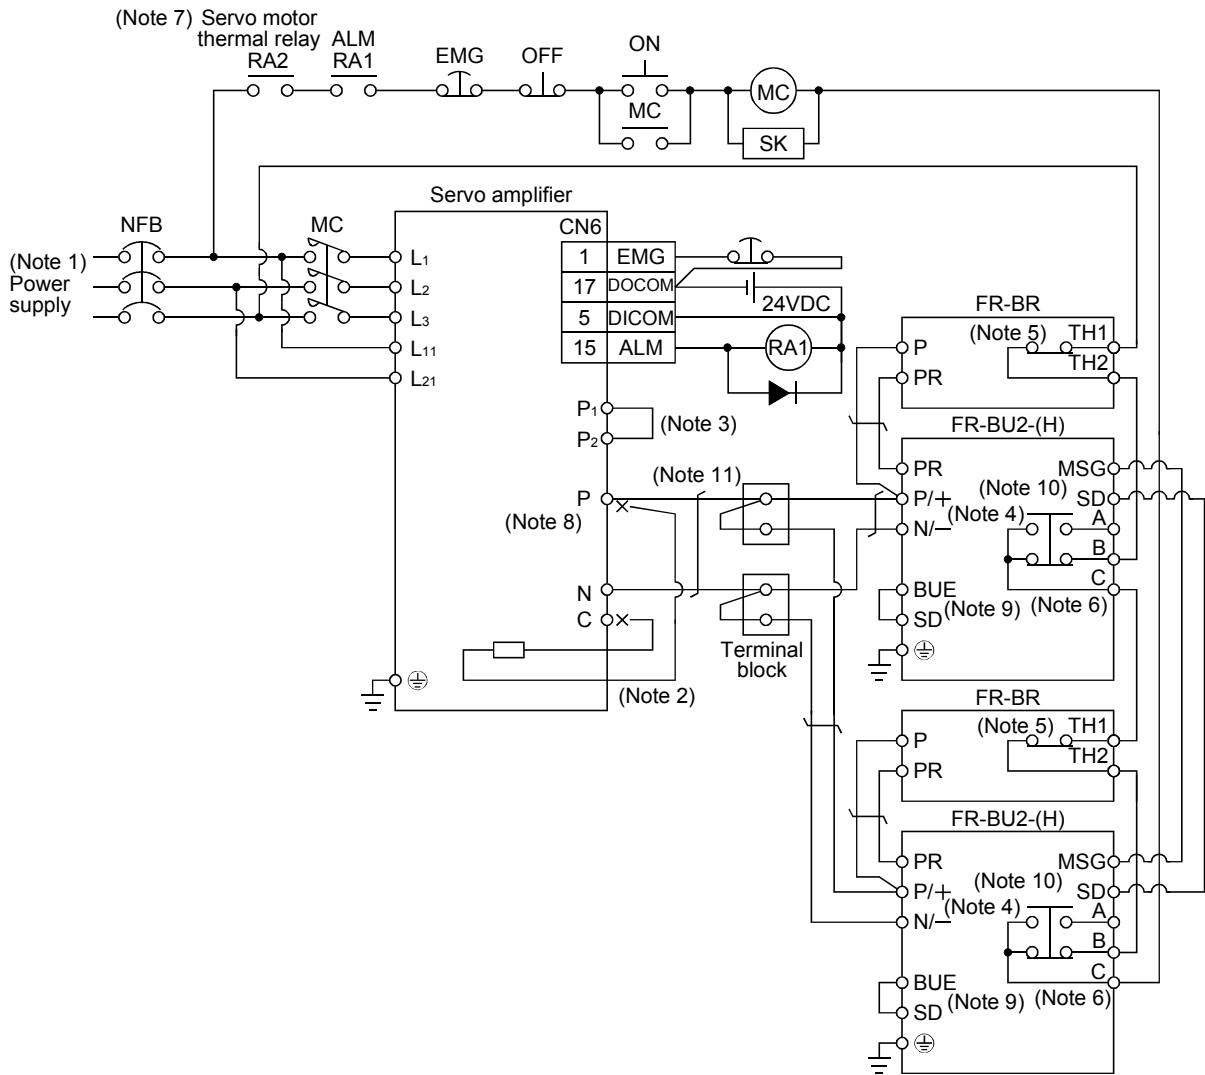 (Note 7) Servo motor
thermal relay
RA2
ALM
RA1
EMG
OFF
ON
MC
MC
SK
Servo amplifier
NFB
MC
(Note 1)
Power
supply
L1
L2
L3
L11
L21
CN6
1 EMG
17 DOCOM
5 DICOM
15 ALM
24VDC
RA1
P1
P2
(Note 3)
P
(Note 8)
(Note 11)
N
C
(Note 2)
Terminal
block
FR-BR
(Note 5)
TH1
TH2
P
PR
FR-BU2-(H)
PR
P/+
N/−
MSG
(Note 10)
SD
(Note 4)
A
B
C
BUE
(Note 9)
(Note 6)
SD
FR-BR
(Note 5)
TH1
TH2
P
PR
FR-BU2-(H)
PR
P/+
N/−
MSG
(Note 10)
SD
(Note 4)
A
B
C
BUE
(Note 9)
(Note 6)
SD